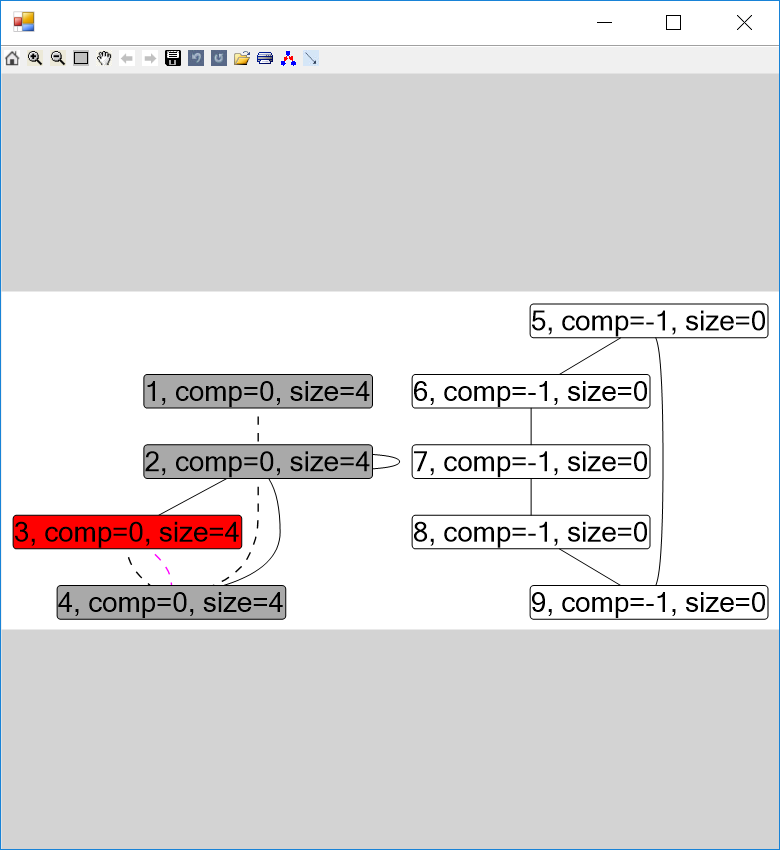 5, comp=-1, size=0
1, comp=0, size=4
6, comp=-1, size=0
2, comp=0, size=4
7, comp=-1, size=0
3, comp=0, size=4
8, comp=-1, size=0
4, comp=0, size=4
9, comp=-1, size=0